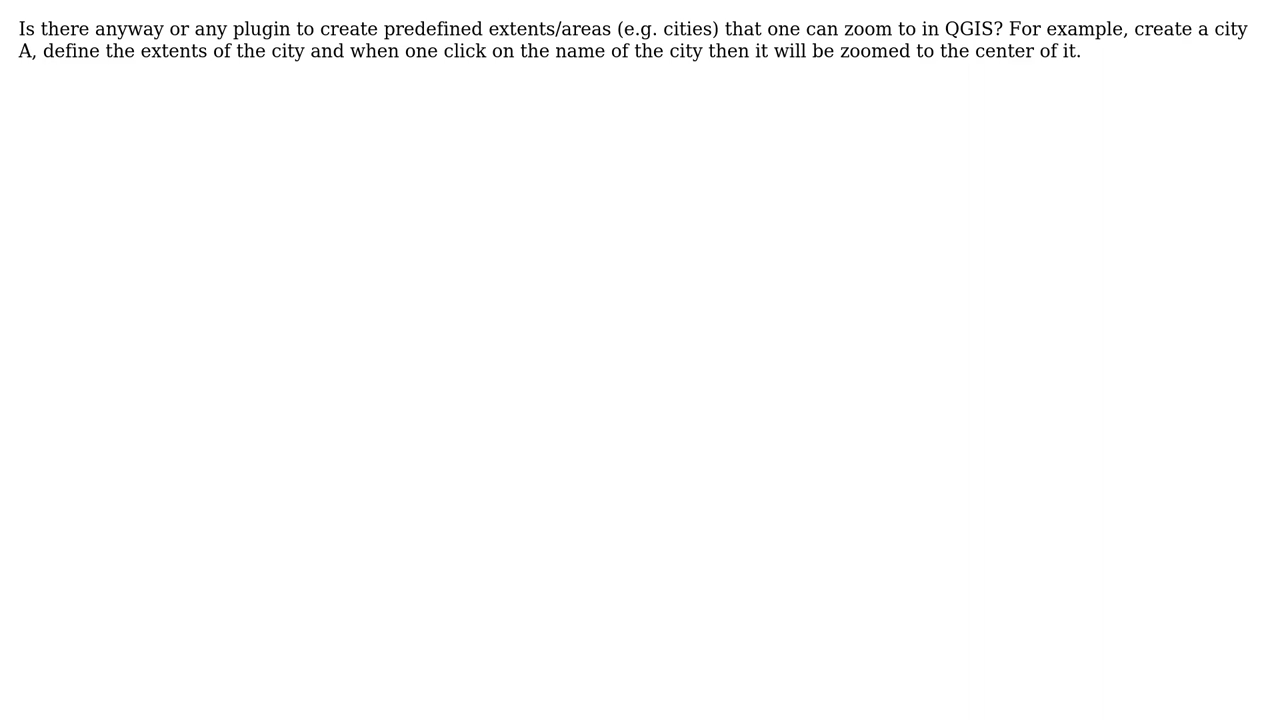 Is there anyway or any plugin to create predefined extents/areas (e.g. cities) that one can zoom to in QGIS? For example, create a city
A, define the extents of the city and when one click on the name of the city then it will be zoomed to the center of it.